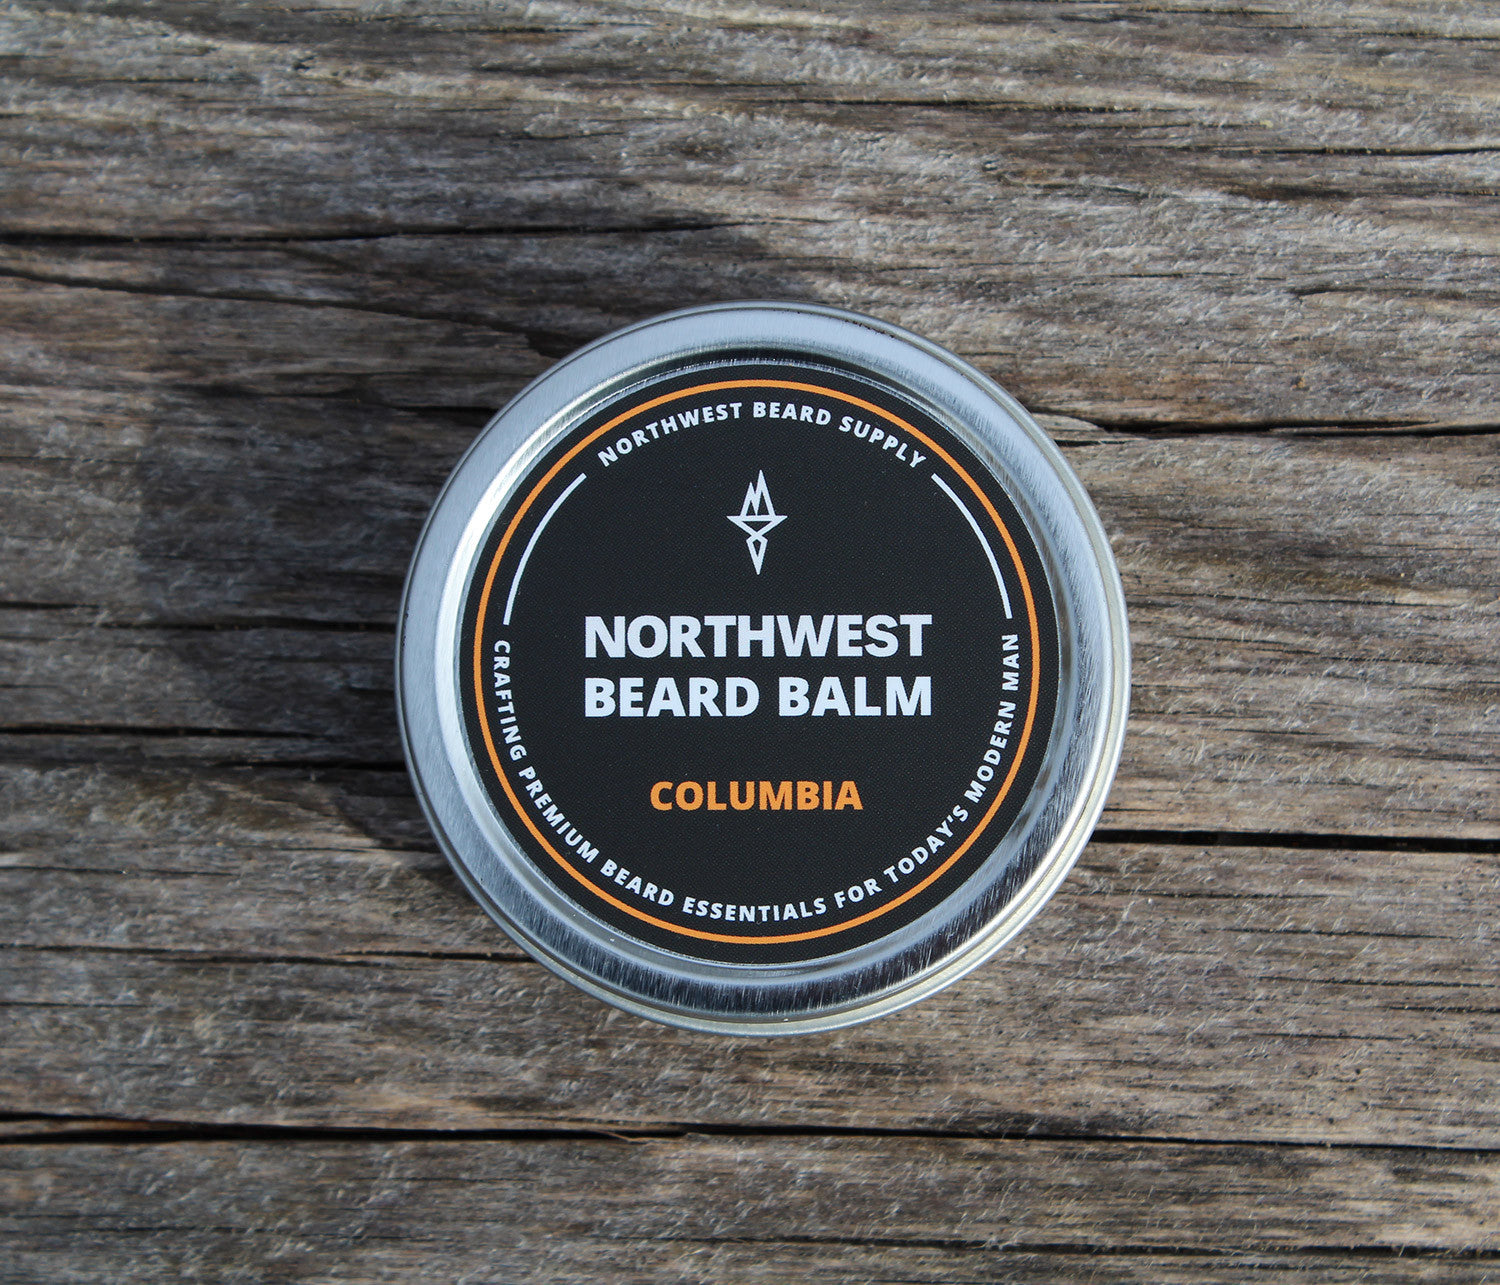 NORTHWEST BEARD SUPPLY
NORTHWEST
BEARD BALM
COLUMBIA
CRAFTING PREMIUM BEARD ESSENTIALS FOR TODAY'S MODERN MAN